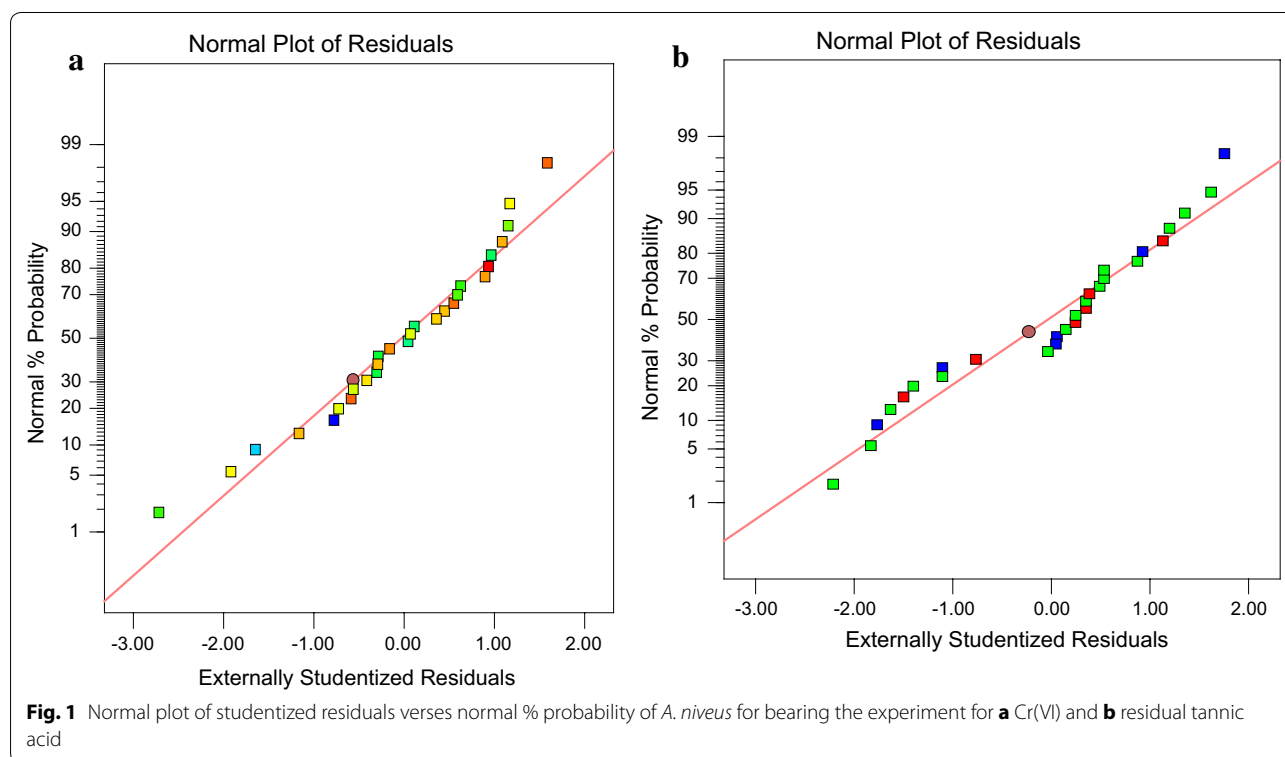 Normal Plot of Residuals
a
Normal % Probability
99
95
90
80
70
50
30
20
10
5
1
-3.00 -2.00 -1.00 0.00 1.00 2.00
Externally Studentized Residuals
Normal Plot of Residuals
b
Normal % Probability
99
95
90
80
70
50
30
20
10
5
1
-3.00 -2.00 -1.00 0.00 1.00 2.00
Externally Studentized Residuals
Fig. 1 Normal plot of studentized residuals verses normal % probability of A. niveus for bearing the experiment for a Cr(VI) and b residual tannic
acid